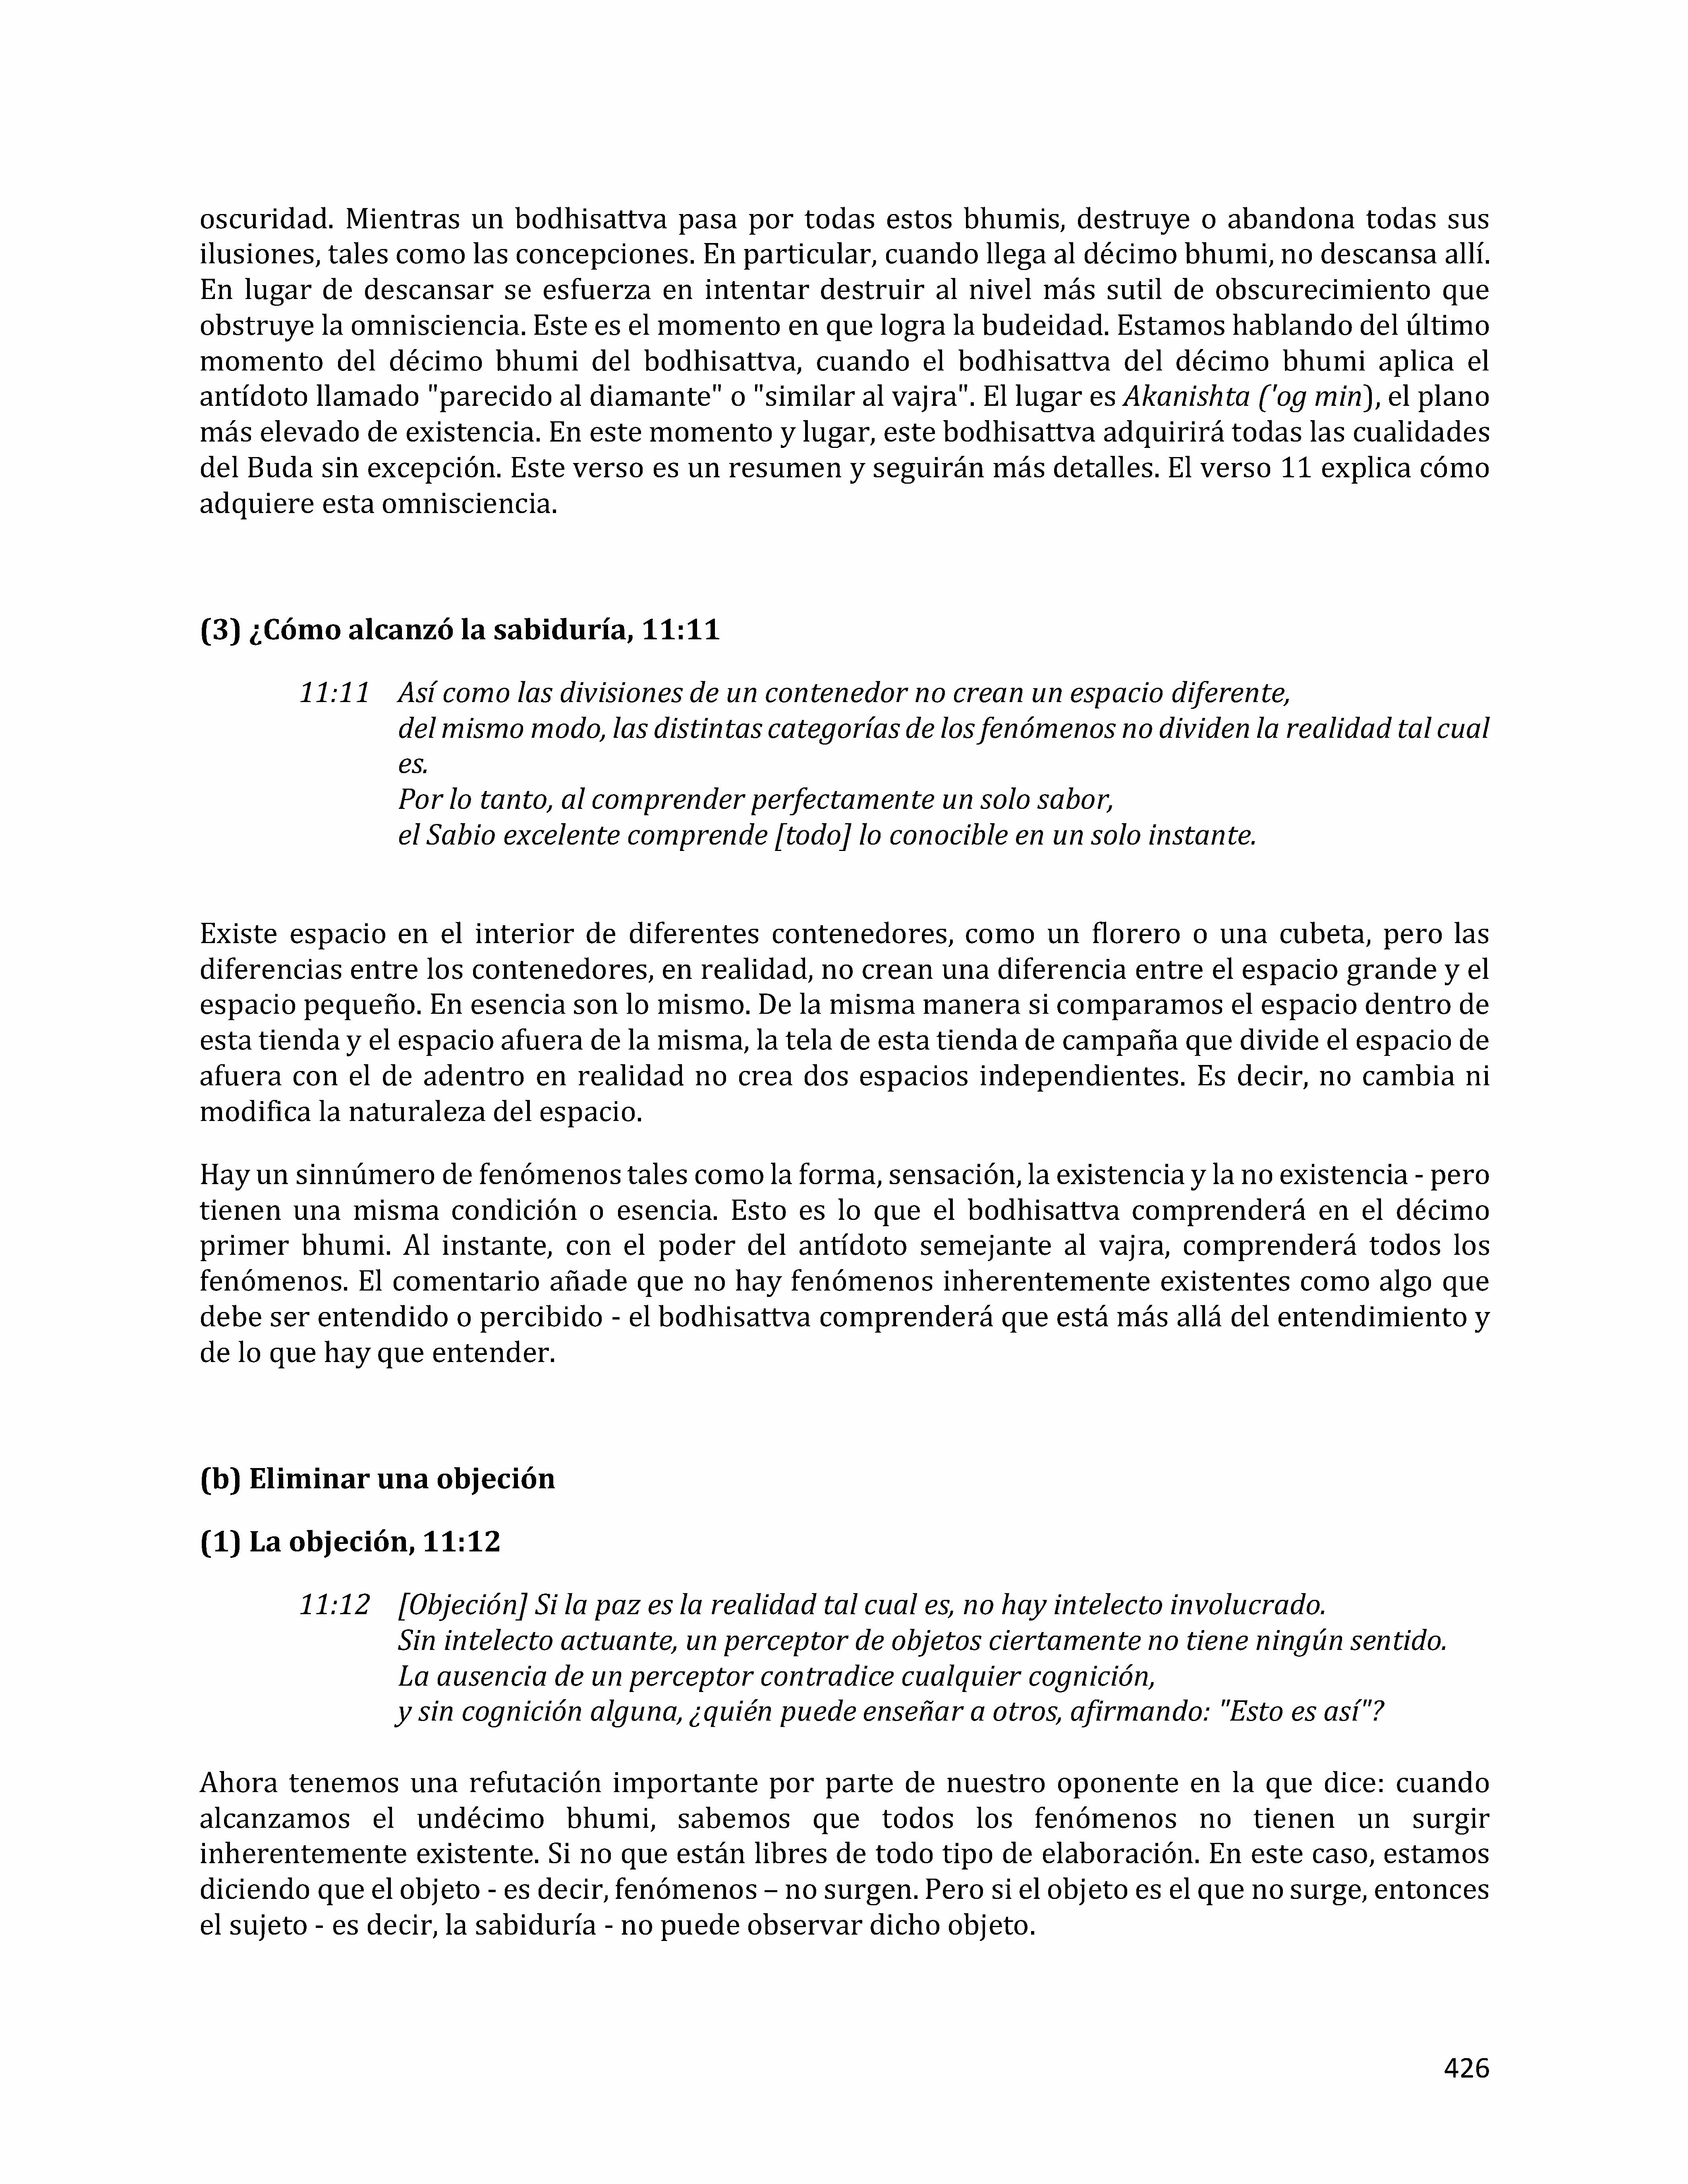 oscuridad. Mientras un bodhisattva pasa por todas estos bhumis, destruye o abandona todas sus
ilusiones, tales como las concepciones. En particular, cuando llega al décimo bhumi, no descansa allí.
En lugar de descansar se esfuerza en intentar destruir al nivel más sutil de obscurecimiento que
obstruye la omnisciencia. Este es el momento en que logra la budeidad. Estamos hablando del último
momento del décimo bhumi del bodhisattva, cuando el bodhisattva del décimo bhumi aplica el
antídoto llamado "parecido al diamante" o "similar al vajra". El lugar es Akanishta ('og min), el plano
más elevado de existencia. En este momento y lugar, este bodhisattva adquirirá todas las cualidades
del Buda sin excepción. Este verso es un resumen y seguirán más detalles. El verso 11 explica cómo
adquiere esta omnisciencia.
(3) ¿Cómo alcanzó la sabiduría, 11:11
11:11 Así como las divisiones de un contenedor no crean un espacio diferente,
del mismo modo, las distintas categorías de los fenómenos no dividen la realidad tal cual
es.
Por lo tanto, al comprender perfectamente un solo sabor,
el Sabio excelente comprende [todo] lo conocible en un solo instante.
Existe espacio en el interior de diferentes contenedores, como un florero o una cubeta, pero las
diferencias entre los contenedores, en realidad, no crean una diferencia entre el espacio grande y el
espacio pequeño. En esencia son lo mismo. De la misma manera si comparamos el espacio dentro de
esta tienda y el espacio afuera de la misma, la tela de esta tienda de campaña que divide el espacio de
afuera con el de adentro en realidad no crea dos espacios independientes. Es decir, no cambia ni
modifica la naturaleza del espacio.
Hay un sinnúmero de fenómenos tales como la forma, sensación, la existencia y la no existencia - pero
tienen una misma condición o esencia. Esto es lo que el bodhisattva comprenderá en el décimo
primer bhumi. Al instante, con el poder del antídoto semejante al vajra, comprenderá todos los
fenómenos. El comentario añade que no hay fenómenos inherentemente existentes como algo que
debe ser entendido o percibido - el bodhisattva comprenderá que está más allá del entendimiento y
de lo que hay que entender.
(b) Eliminar una objeción
(1) La objeción, 11:12
11:12 [Objeción] Si la paz es la realidad tal cual es, no hay intelecto involucrado.
Sin intelecto actuante, un perceptor de objetos ciertamente no tiene ningún sentido.
La ausencia de un perceptor contradice cualquier cognición,
y sin cognición alguna, ¿quién puede enseñar a otros, afirmando: "Esto es así"?
Ahora tenemos una refutación importante por parte de nuestro oponente en la que dice: cuando
alcanzamos el undécimo bhumi, sabemos que todos los fenómenos no tienen un surgir
inherentemente existente. Si no que están libres de todo tipo de elaboración. En este caso, estamos
diciendo que el objeto - es decir, fenómenos – no surgen. Pero si el objeto es el que no surge, entonces
el sujeto - es decir, la sabiduría - no puede observar dicho objeto.
426